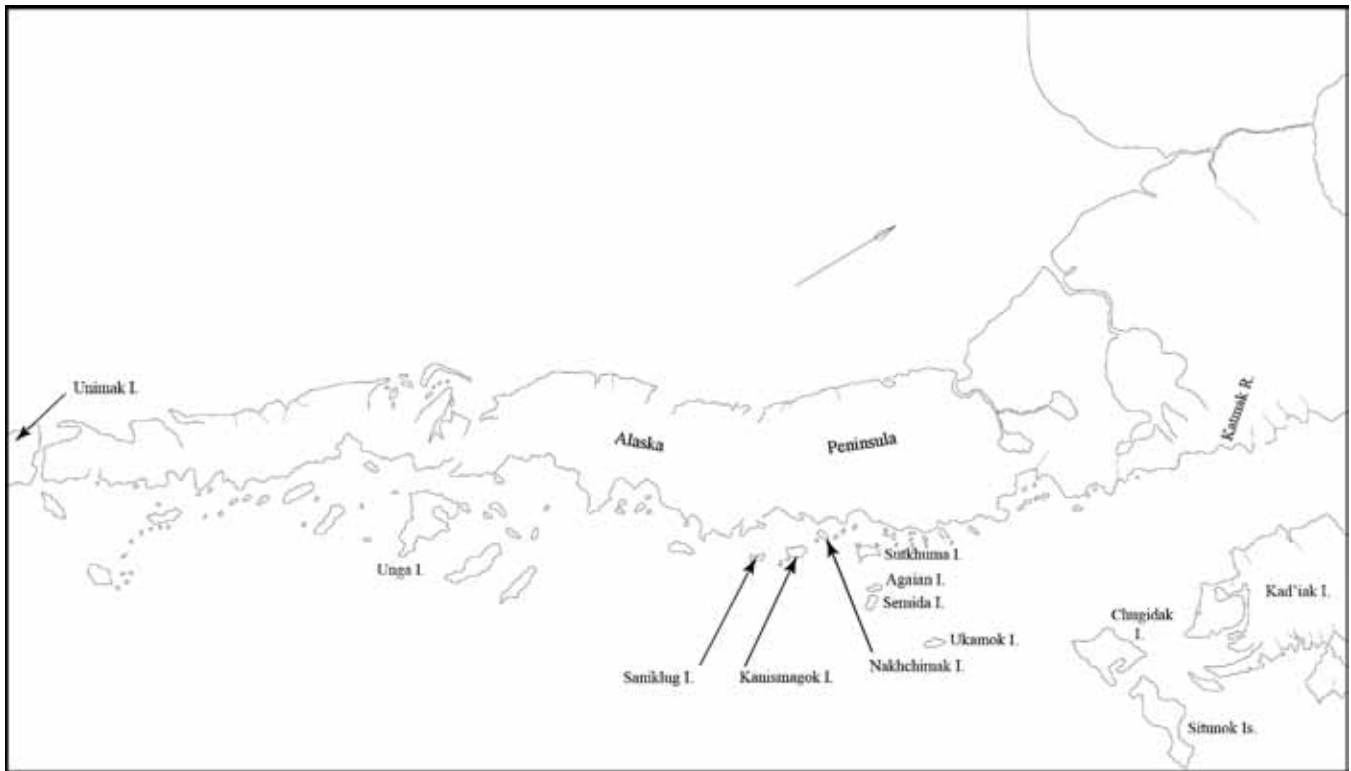 Unimak I.
Katmak R.
Alaska
Peninsula
Unga I.
Sutkhuma I.
Agaian I.
Semida I.
Kad'iak I.
Chugidak
I.
Ukamok I.
Nakhchimak I.
Saniklug I.
Kanismagok I.
Situnok Is.